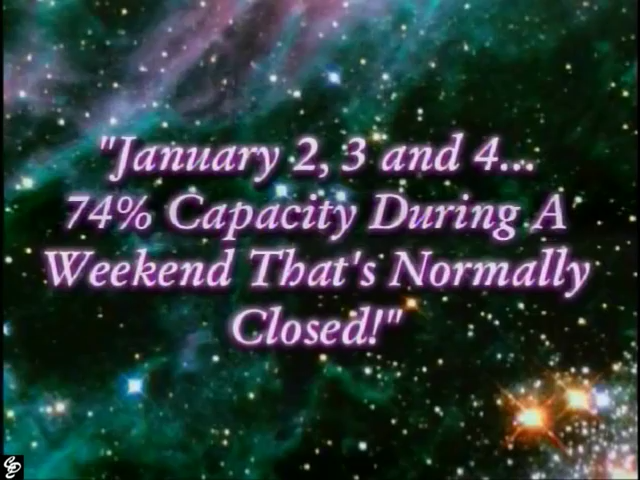 "January 2, 3 and 4...
74% Capacity During A
Weekend That's Normally
Closed!"